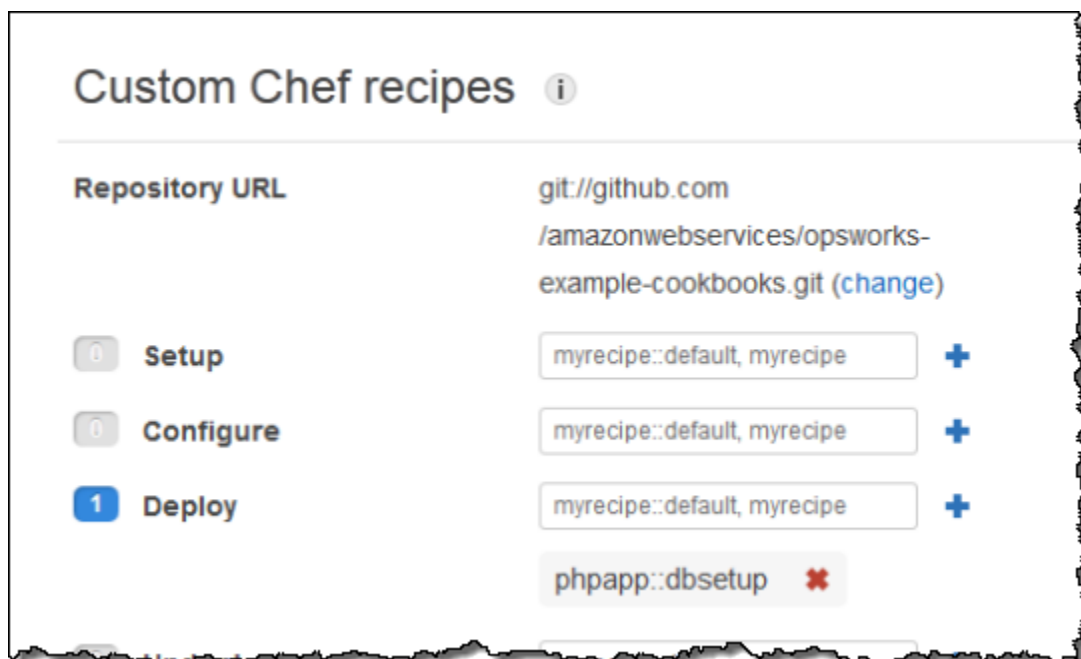 Custom Chef recipes i
Repository URL
git://github.com
/amazonwebservices/opsworks-
example-cookbooks.git (change)
0 Setup myrecipe::default, myrecipe
0 Configure myrecipe::default, myrecipe
1 Deploy myrecipe::default, myrecipe
phpapp::dbsetup